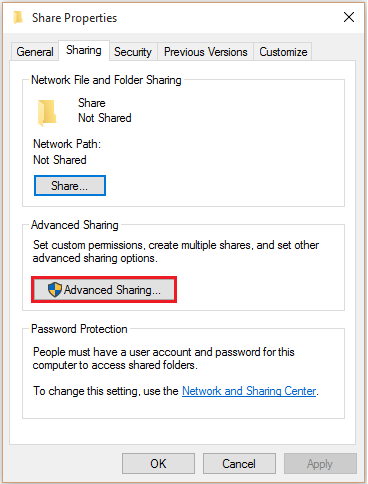 Share Properties
General Sharing Security Previous Versions Customize
Network File and Folder Sharing
Share
Not Shared
Network Path:
Not Shared
Share...
Advanced Sharing
Set custom permissions, create multiple shares, and set other
advanced sharing options.
Advanced Sharing...
Password Protection
People must have a user account and password for this
computer to access shared folders.
To change this setting, use the Network and Sharing Center.
OK Cancel Apply